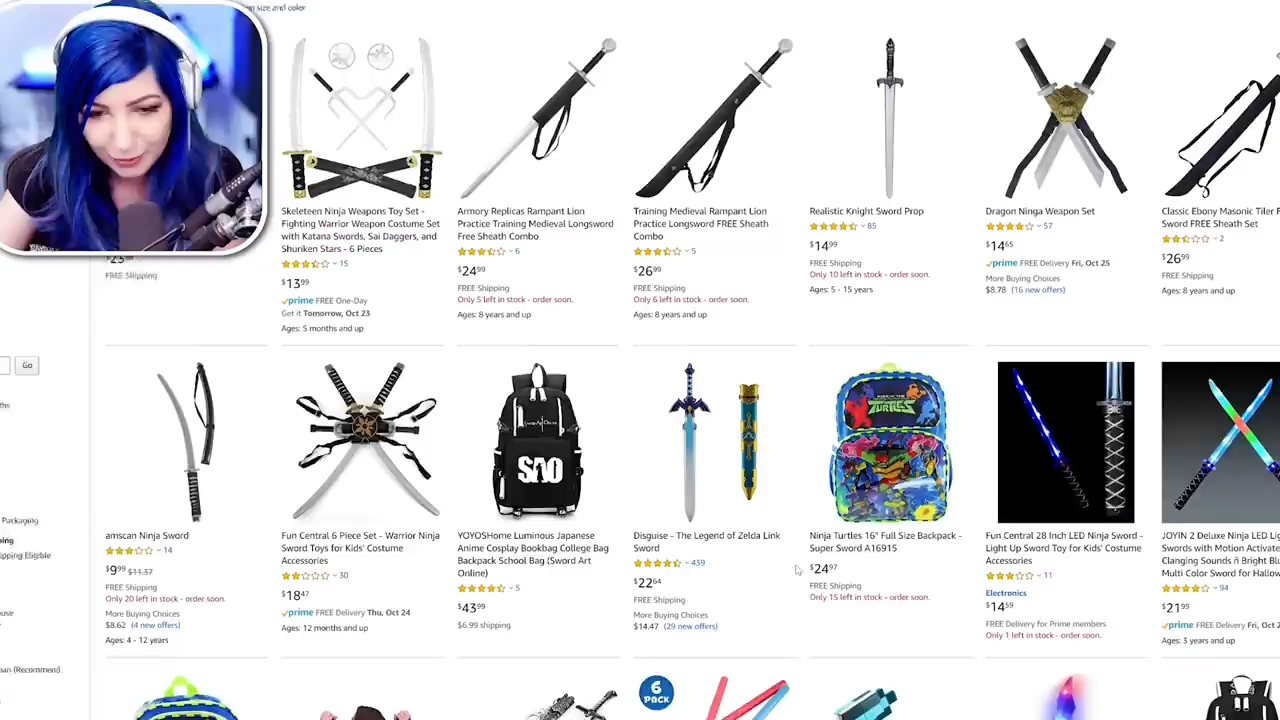 size and color
Skeleteen Ninja Weapons Toy Set -
Fighting Warrior Weapon Costume Set
with Katana Swords, Sai Daggers, and
Shuriken Stars - 6 Pieces
15
$13.99
prime FREE One-Day
Get it Tomorrow, Oct 23
Ages: 5 months and up
Armory Replicas Rampant Lion
Practice Training Medieval Longsword
Free Sheath Combo
6
$24.99
FREE Shipping
Only 5 left in stock - order soon.
Ages: 8 years and up
Training Medieval Rampant Lion
Practice Longsword FREE Sheath
Combo
5
$26.99
FREE Shipping
Only 6 left in stock - order soon.
Ages: 8 years and up
Realistic Knight Sword Prop
85
$14.99
FREE Shipping
Only 10 left in stock - order soon.
Ages: 5 - 15 years
Dragon Ninga Weapon Set
57
$14.65
prime FREE Delivery Fri, Oct 25
More Buying Choices
$8.78 (16 new offers)
Classic Ebony Masonic Tiler
Sword FREE Sheath Set
2
$26.99
FREE Shipping
Ages: 8 years and up
FREE Shipping
Go
amscan Ninja Sword
14
$9.99 $11.37
FREE Shipping
Only 20 left in stock - order soon.
More Buying Choices
$8.62 (4 new offers)
Ages: 4 - 12 years
Fun Central 6 Piece Set - Warrior Ninja
Sword Toys for Kids' Costume
Accessories
30
$18.47
prime FREE Delivery Thu, Oct 24
Ages: 12 months and up
SAO
YOYOSHome Luminous Japanese
Anime Cosplay Bookbag College Bag
Backpack School Bag (Sword Art
Online)
5
$43.99
$6.99 shipping
Disguise - The Legend of Zelda Link
Sword
439
$22.64
FREE Shipping
More Buying Choices
$14.47 (29 new offers)
TURTLES
Ninja Turtles 16" Full Size Backpack -
Super Sword A16915
$24.97
FREE Shipping
Only 15 left in stock - order soon.
Fun Central 28 Inch LED Ninja Sword -
Light Up Sword Toy for Kids' Costume
Accessories
11
Electronics
$14.59
FREE Delivery for Prime members
Only 1 left in stock - order soon.
JOYIN 2 Deluxe Ninja LED
Swords with Motion
Clanging Sounds
Multi Color Sword for
94
$21.99
prime FREE Delivery Fri, Oct
Ages: 3 years and up
Packaging
Eligible
(Recommend
6
PACK